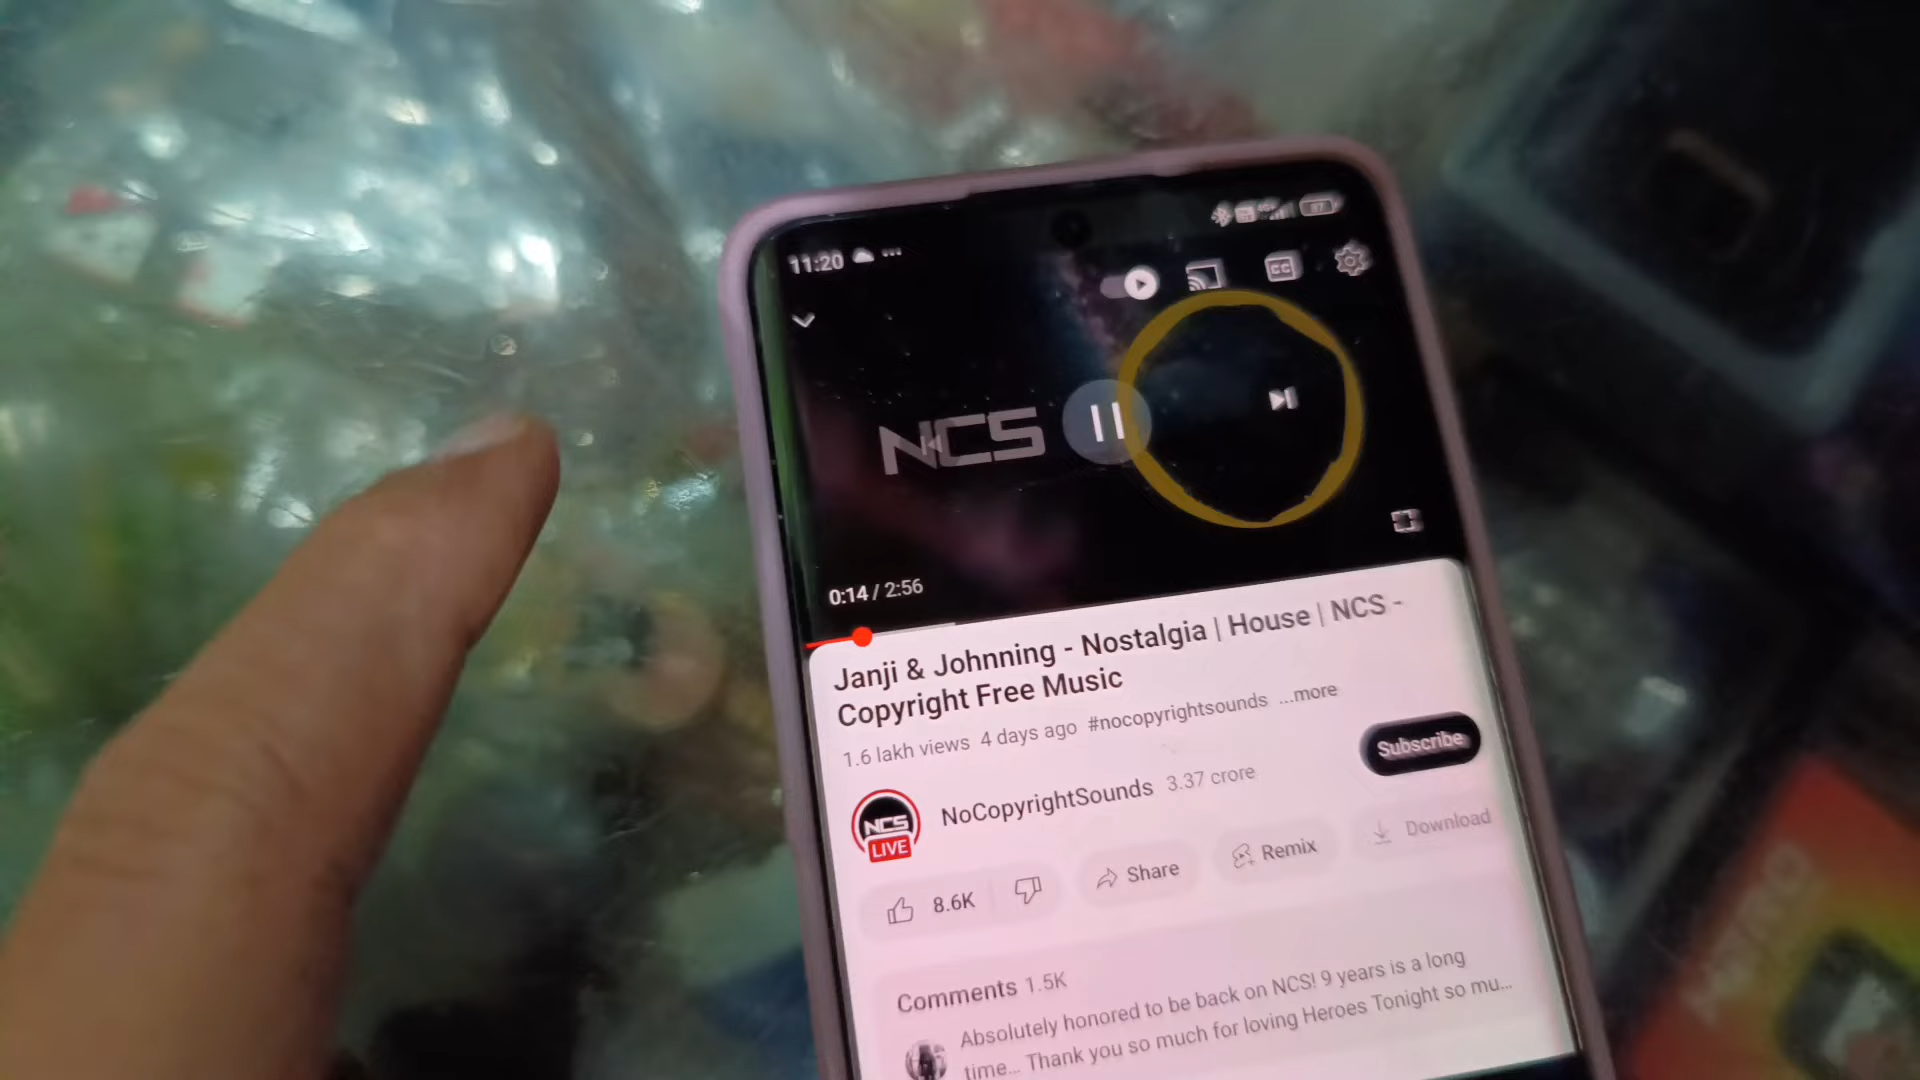 11:20
87
CC
NCS
0:14 / 2:56
Janji & Johnning - Nostalgia | House | NCS -
Copyright Free Music
1.6 lakh views 4 days ago #nocopyrightsounds ...more
NoCopyrightSounds 3.37 crore
Subscribe
NCS
LIVE
8.6K
Share
Remix
Download
Comments 1.5K
Absolutely honored to be back on NCS! 9 years is a long
time... Thank you so much for loving Heroes Tonight so mu...